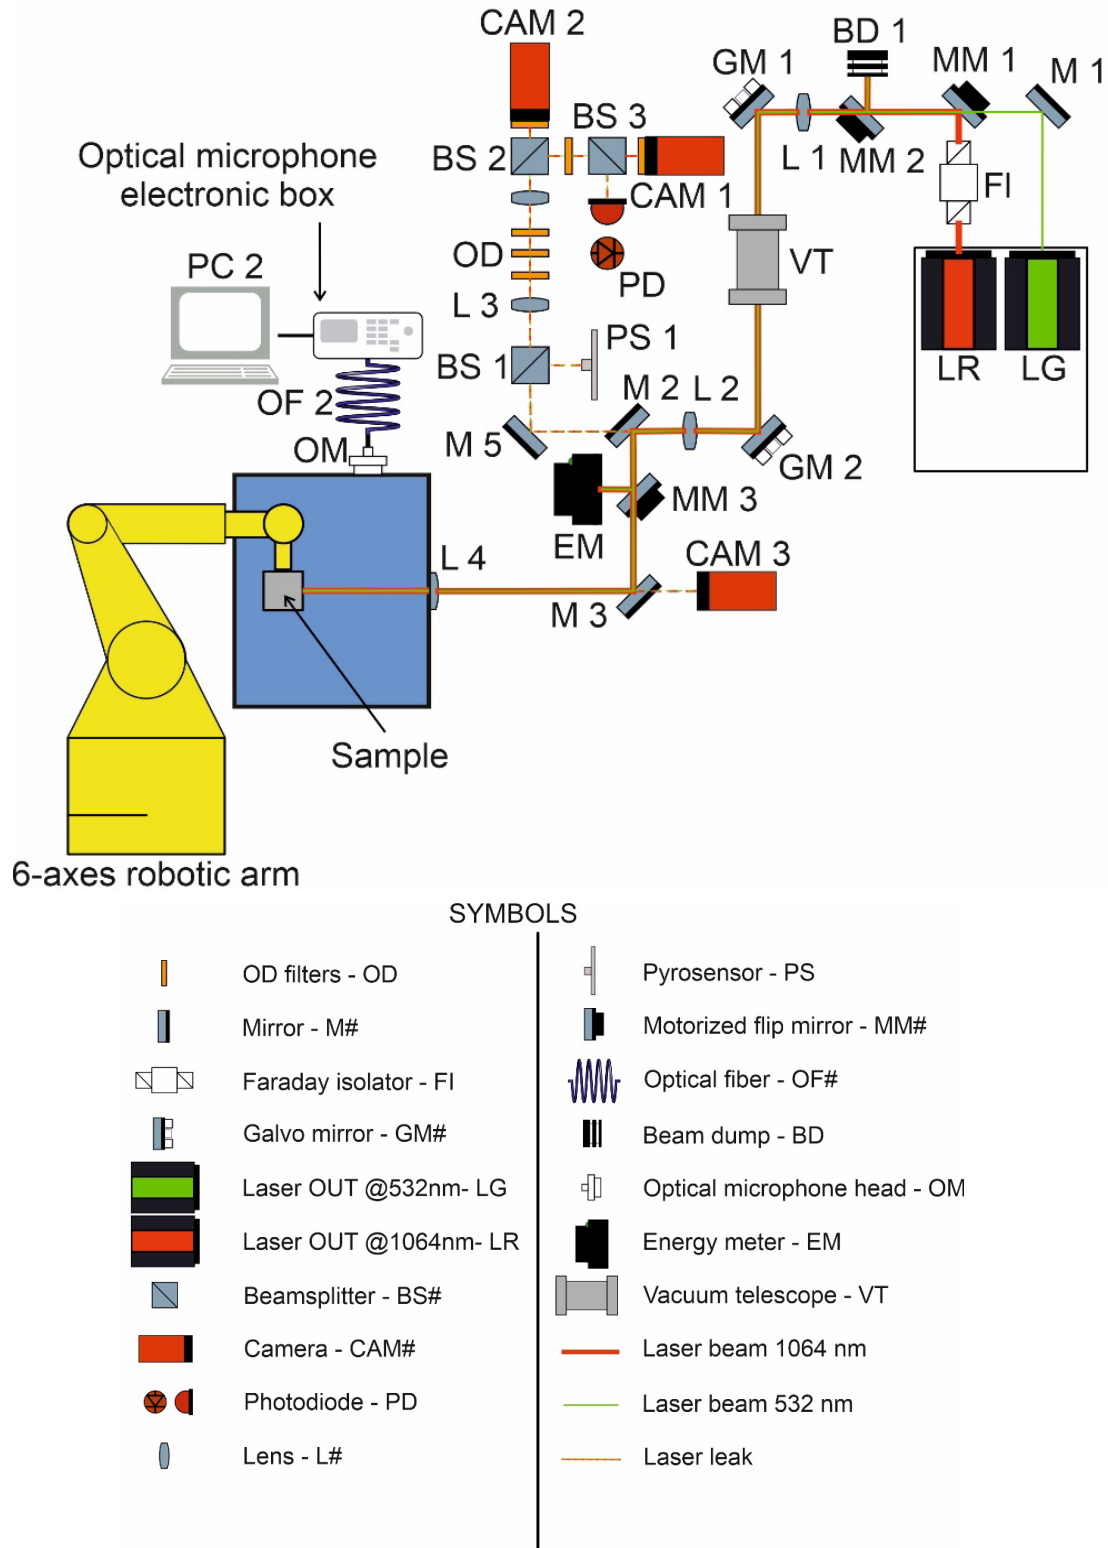 CAM 2
BD 1
GM 1
MM 1
M 1
BS 3
BS 2
L 1
MM 2
Optical microphone
electronic box
CAM 1
FI
OD
VT
PC 2
PD
L 3
PS 1
BS 1
LR
LG
OF 2
M 2
L 2
M 5
OM
GM 2
MM 3
EM
L 4
CAM 3
M 3
Sample
6-axes robotic arm
SYMBOLS
OD filters - OD
Mirror - M#
Faraday isolator - FI
Galvo mirror - GM#
Laser OUT @532nm- LG
Laser OUT @1064nm- LR
Beamsplitter - BS#
Camera - CAM#
Photodiode - PD
Lens - L#
Pyrosensor - PS
Motorized flip mirror - MM#
Optical fiber - OF#
Beam dump - BD
Optical microphone head - OM
Energy meter - EM
Vacuum telescope - VT
Laser beam 1064 nm
Laser beam 532 nm
Laser leak